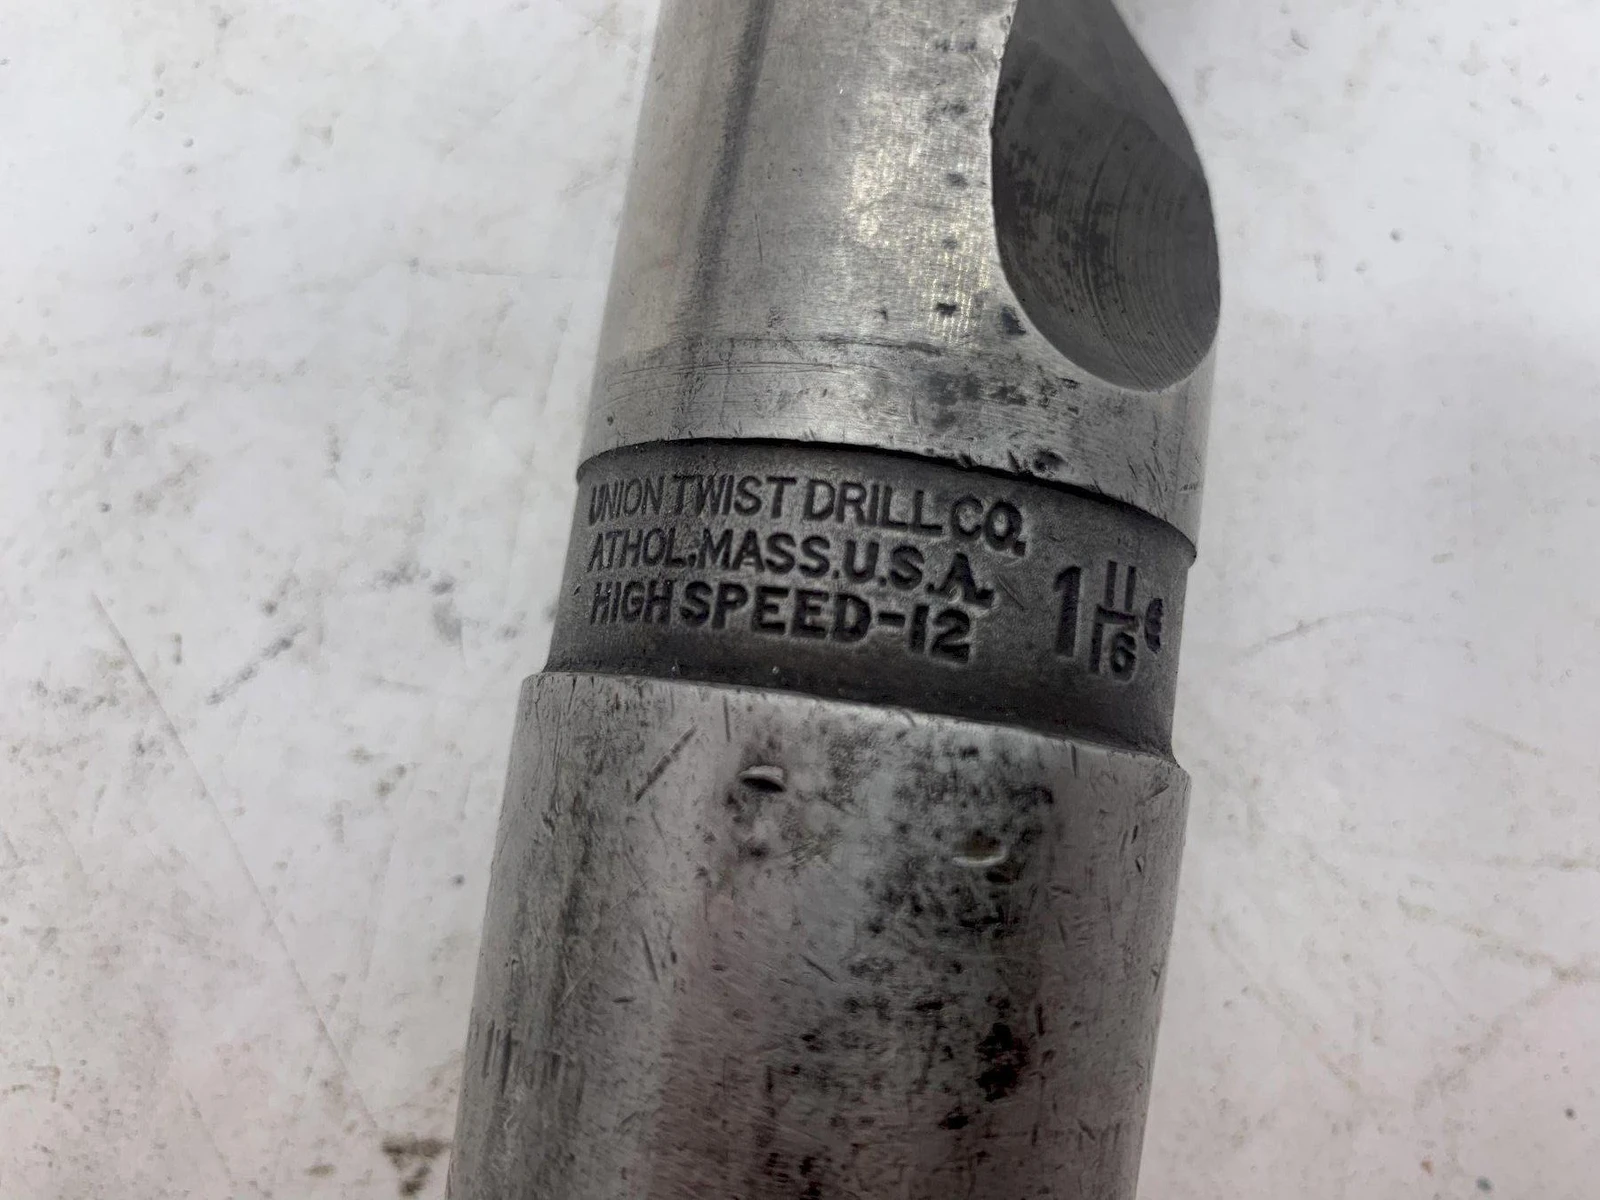 UNION TWIST DRILL CO.
ATHOL.MASS.U.S.A.
HIGH SPEED-12
1 11/16